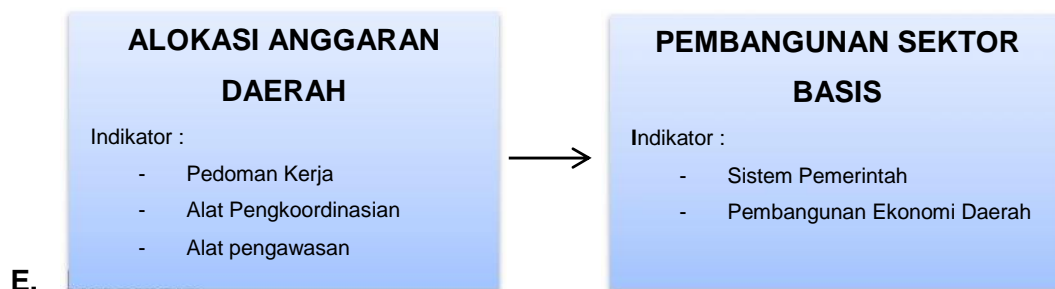 ALOKASI ANGGARAN
DAERAH
Indikator :
- Pedoman Kerja
- Alat Pengkoordinasian
- Alat pengawasan
PEMBANGUNAN SEKTOR
BASIS
Indikator :
- Sistem Pemerintah
- Pembangunan Ekonomi Daerah
E.